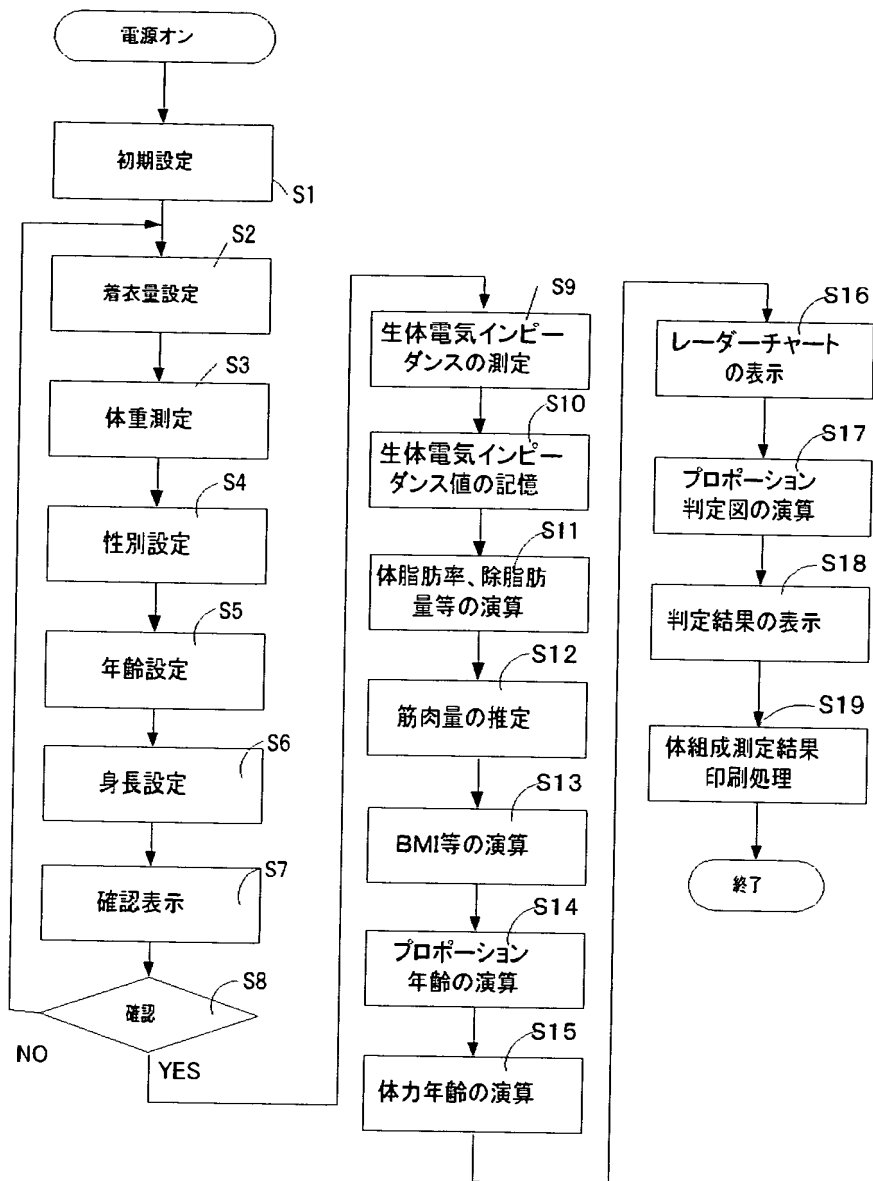 電源オン
初期設定
S1
S2
着衣量設定
S3
体重測定
S4
性別設定
S5
年齢設定
S6
身長設定
S7
確認表示
S8
確認
NO
YES
S9
生体電気インピー
ダンスの測定
S10
生体電気インピー
ダンス値の記憶
S11
体脂肪率、除脂肪
量等の演算
S12
筋肉量の推定
S13
BMI等の演算
S14
プロポーション
年齢の演算
S15
体力年齢の演算
S16
レーダーチャート
の表示
S17
プロポーション
判定図の演算
S18
判定結果の表示
S19
体組成測定結果
印刷処理
終了